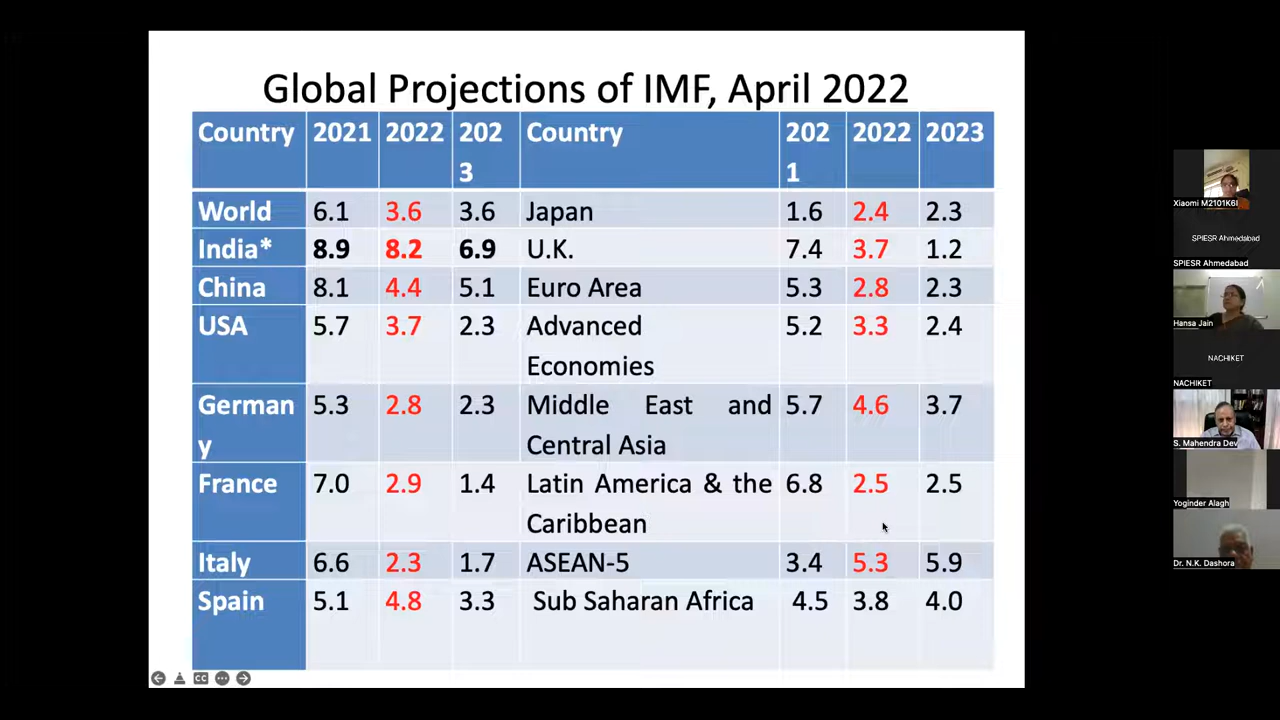 Global Projections of IMF, April 2022
Country 2021 2022 202 Country 202 2022 2023
3 1
World 6.1 3.6 3.6 Japan 1.6 2.4 2.3
India* 8.9 8.2 6.9 U.K. 7.4 3.7 1.2
China 8.1 4.4 5.1 Euro Area 5.3 2.8 2.3
USA 5.7 3.7 2.3 Advanced 5.2 3.3 2.4
Economies
German 5.3 2.8 2.3 Middle East and 5.7 4.6 3.7
y Central Asia
France 7.0 2.9 1.4 Latin America & the 6.8 2.5 2.5
Caribbean
Italy 6.6 2.3 1.7 ASEAN-5 3.4 5.3 5.9
Spain 5.1 4.8 3.3 Sub Saharan Africa 4.5 3.8 4.0
CC
Xiaomi M2101K6I
SPIESR Ahmedabad
SPIESR Ahmedabad
Hansa Jain
NACHIKET
NACHIKET
S. Mahendra Dev
Yoginder Alagh
Dr. N.K. Dashora